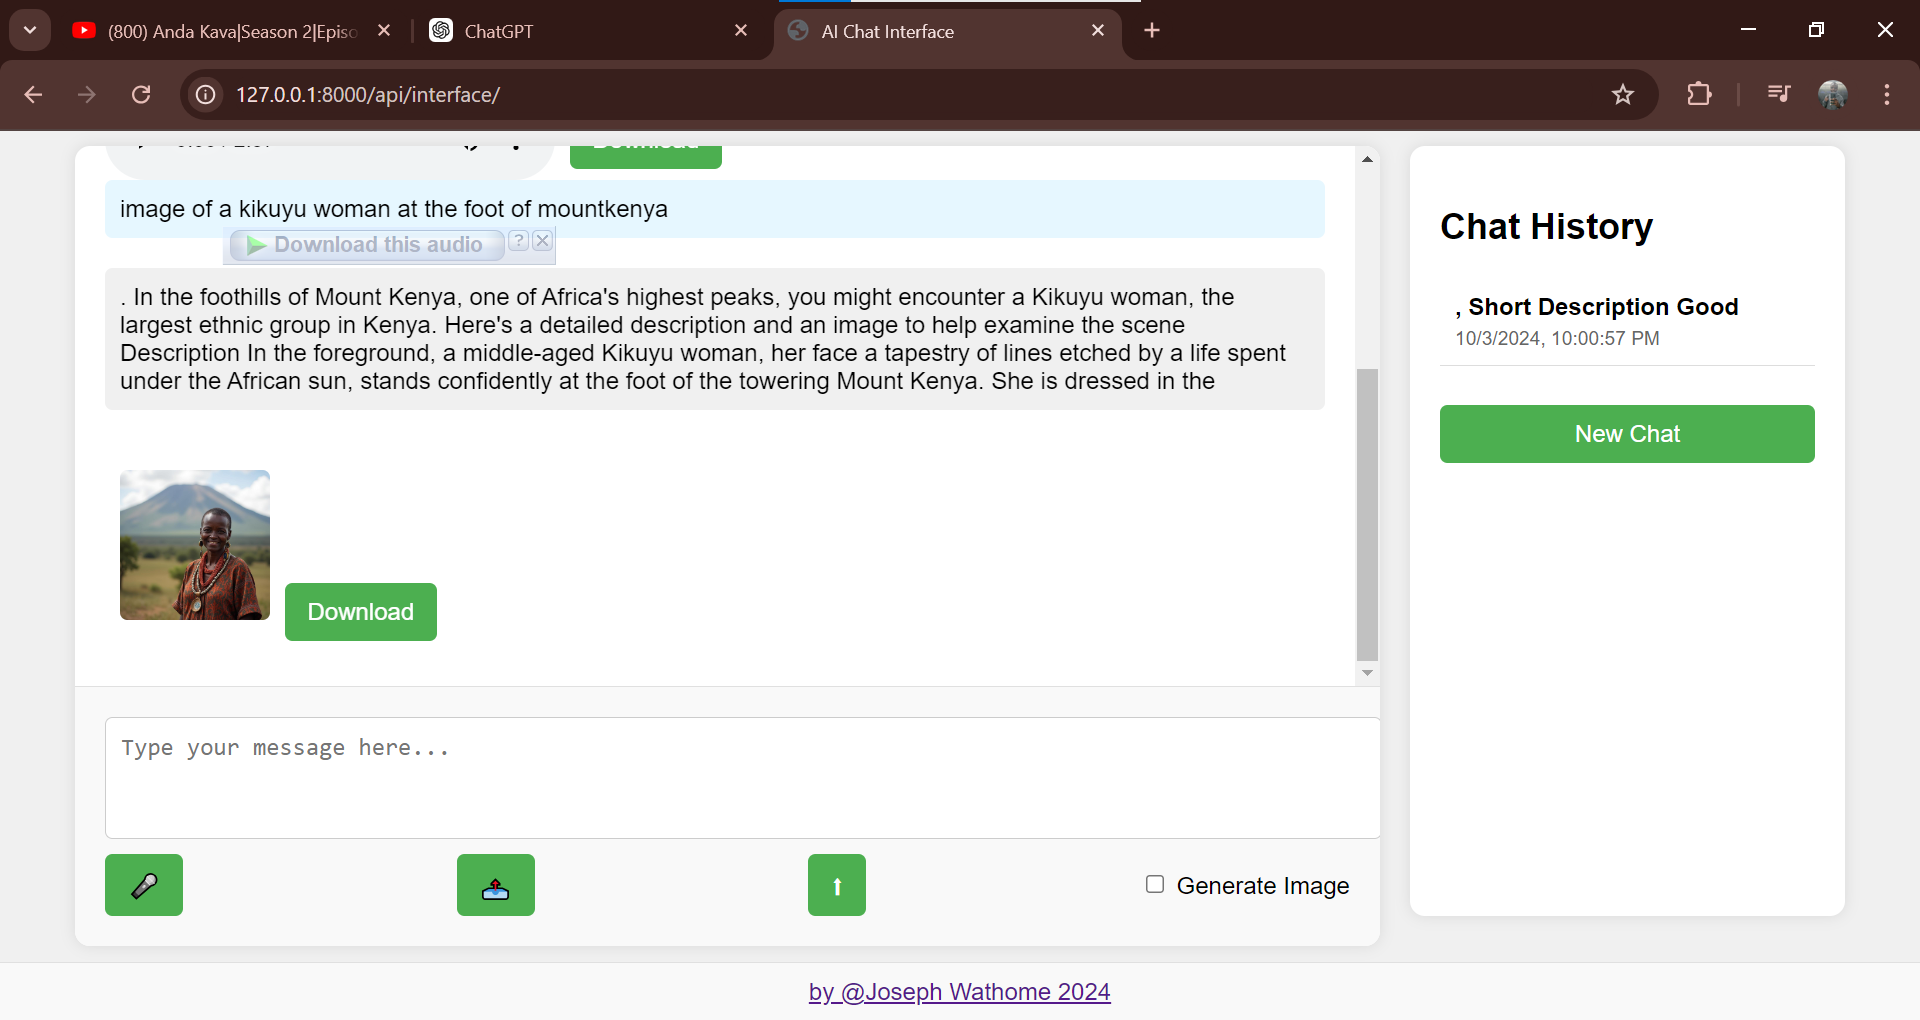 (800) Anda Kava|Season 2|Episo
ChatGPT
AI Chat Interface
127.0.0.1:8000/api/interface/
Download
image of a kikuyu woman at the foot of mountkenya
Download this audio ?
. In the foothills of Mount Kenya, one of Africa's highest peaks, you might encounter a Kikuyu woman, the
largest ethnic group in Kenya. Here's a detailed description and an image to help examine the scene
Description In the foreground, a middle-aged Kikuyu woman, her face a tapestry of lines etched by a life spent
under the African sun, stands confidently at the foot of the towering Mount Kenya. She is dressed in the
Download
Type your message here...
Generate Image
Chat History
, Short Description Good
10/3/2024, 10:00:57 PM
New Chat
by @Joseph Wathome 2024